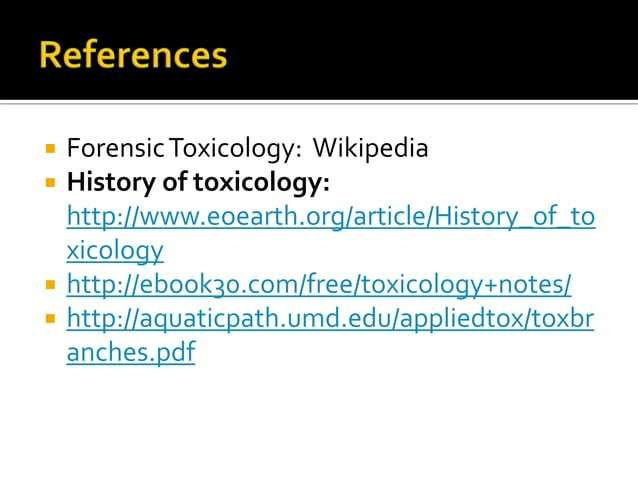 References
Forensic Toxicology: Wikipedia
History of toxicology:
http://www.eoearth.org/article/History_of_to
xicology
http://ebook30.com/free/toxicology+notes/
http://aquaticpath.umd.edu/appliedtox/toxbr
anches.pdf